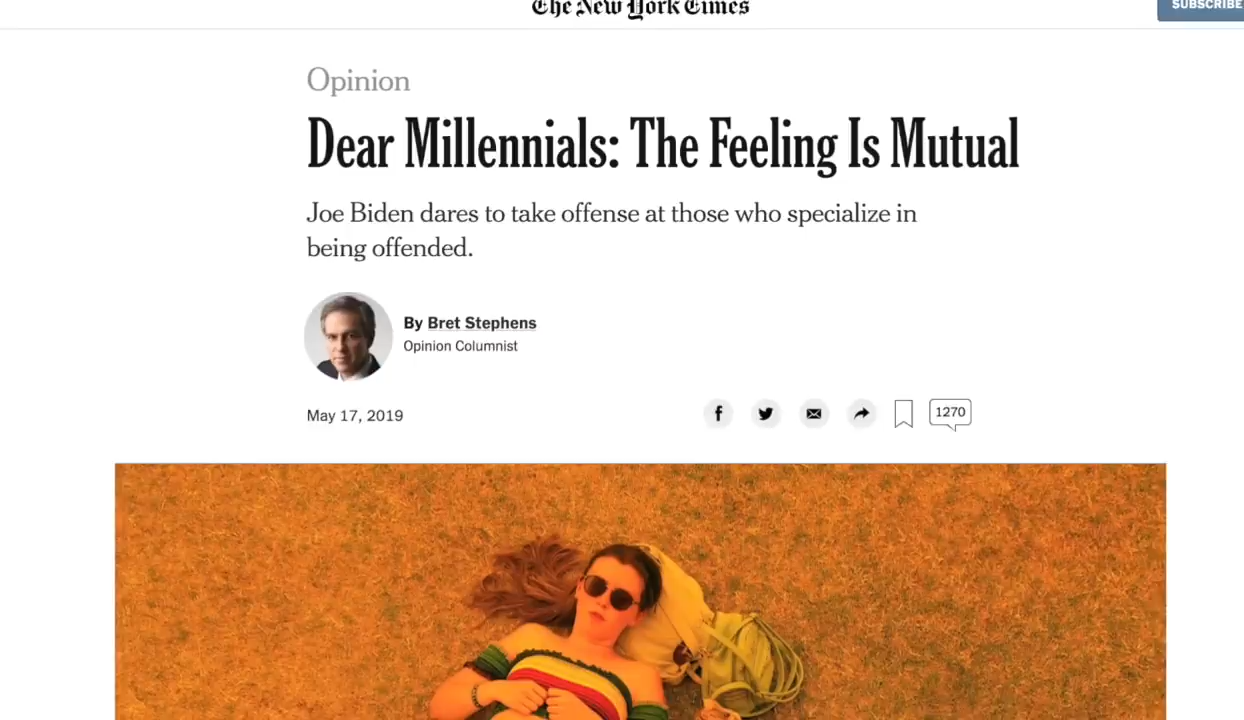 The New York Times
SUBSCRIBE
Opinion
Dear Millennials: The Feeling Is Mutual
Joe Biden dares to take offense at those who specialize in
being offended.
By Bret Stephens
Opinion Columnist
May 17, 2019
1270